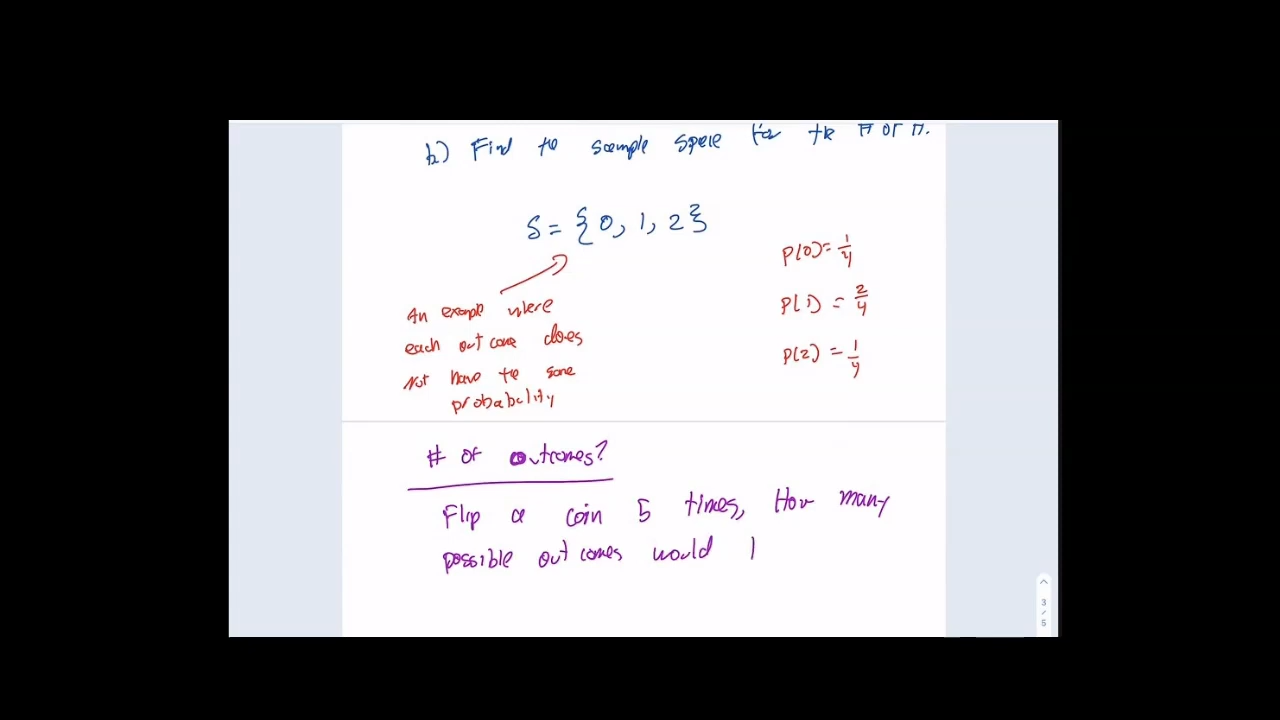 b) Find the sample space for the # of H.
S = {0, 1, 2}
P(0) = 1/4
P(1) = 2/4
P(2) = 1/4
An example where
each outcome does
Not have the same
probability
# of outcomes?
Flip a coin 5 times, How many
possible outcomes would
3
/
5